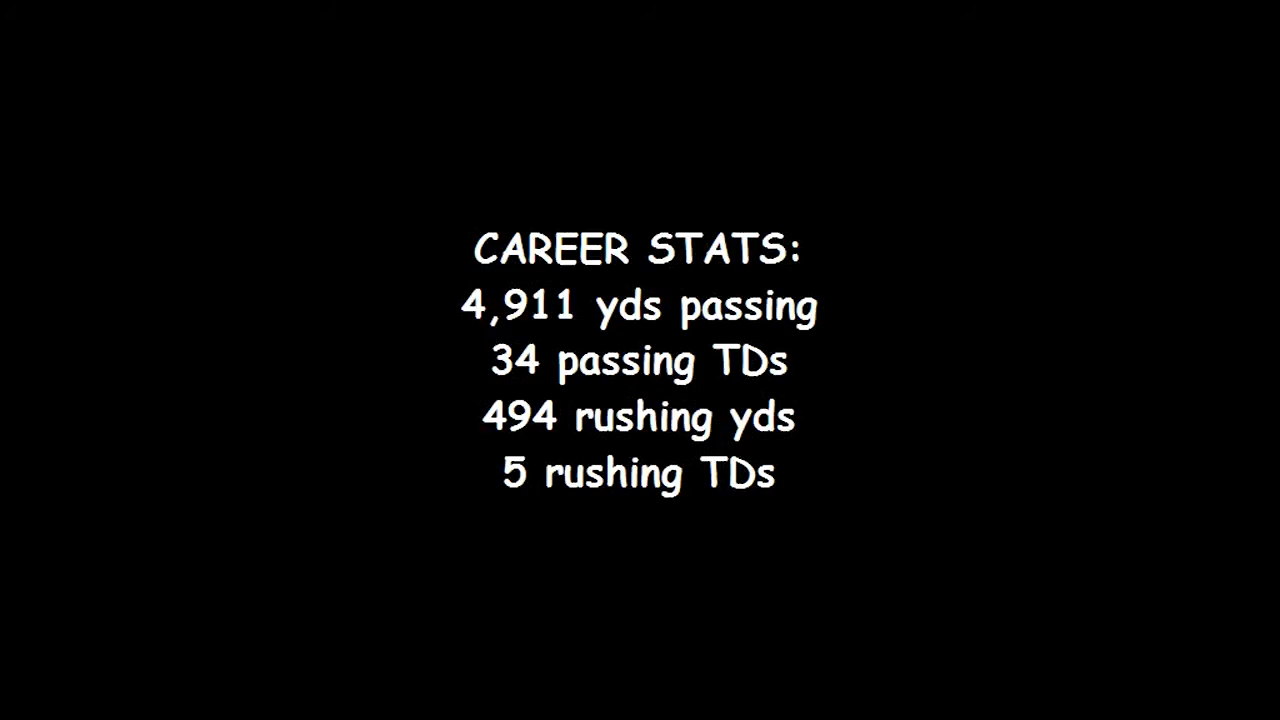 CAREER STATS:
4,911 yds passing
34 passing TDs
494 rushing yds
5 rushing TDs